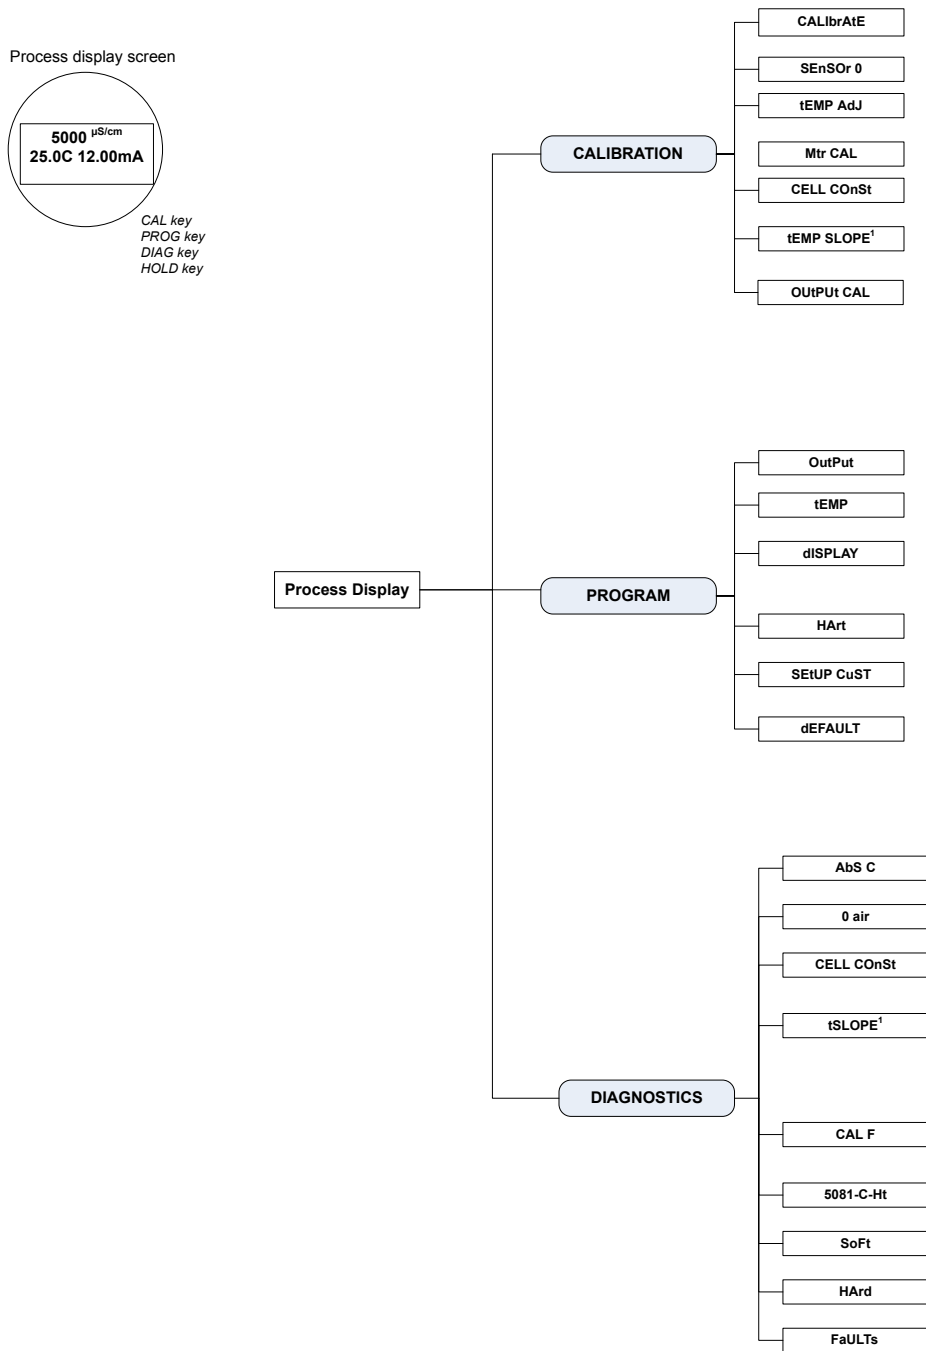 Process display screen
5000 µS/cm
25.0C 12.00mA
CAL key
PROG key
DIAG key
HOLD key
Process Display
CALIBRATION
CALIbrAtE
SEnSOr 0
tEMP AdJ
Mtr CAL
CELL COnSt
tEMP SLOPE¹
OUtPUt CAL
PROGRAM
OutPut
tEMP
dISPLAY
HArt
SEtUP CuST
dEFAULT
DIAGNOSTICS
AbS C
0 air
CELL COnSt
tSLOPE¹
CAL F
5081-C-Ht
SoFt
HArd
FaULTs